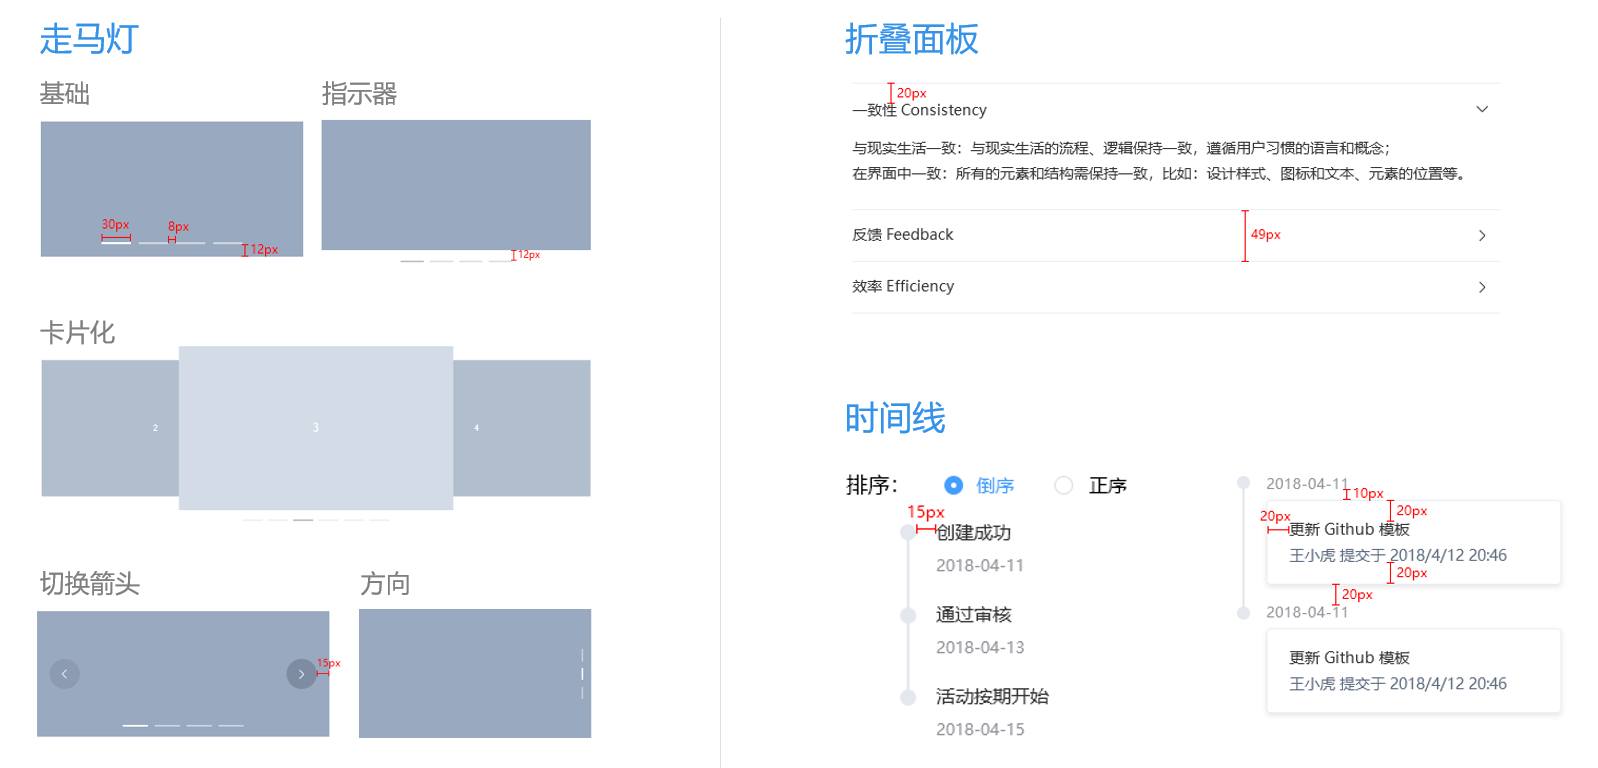 走马灯
基础
指示器
30px
8px
12px
12px
卡片化
2
3
4
切换箭头
方向
15px
折叠面板
20px
一致性 Consistency
与现实生活一致：与现实生活的流程、逻辑保持一致，遵循用户习惯的语言和概念；
在界面中一致：所有的元素和结构需保持一致，比如：设计样式、图标和文本、元素的位置等。
反馈 Feedback
49px
效率 Efficiency
时间线
排序：
倒序
正序
15px
创建成功
2018-04-11
通过审核
2018-04-13
活动按期开始
2018-04-15
2018-04-11
10px
20px
20px
更新 Github 模板
王小虎 提交于 2018/4/12 20:46
20px
20px
2018-04-11
更新 Github 模板
王小虎 提交于 2018/4/12 20:46